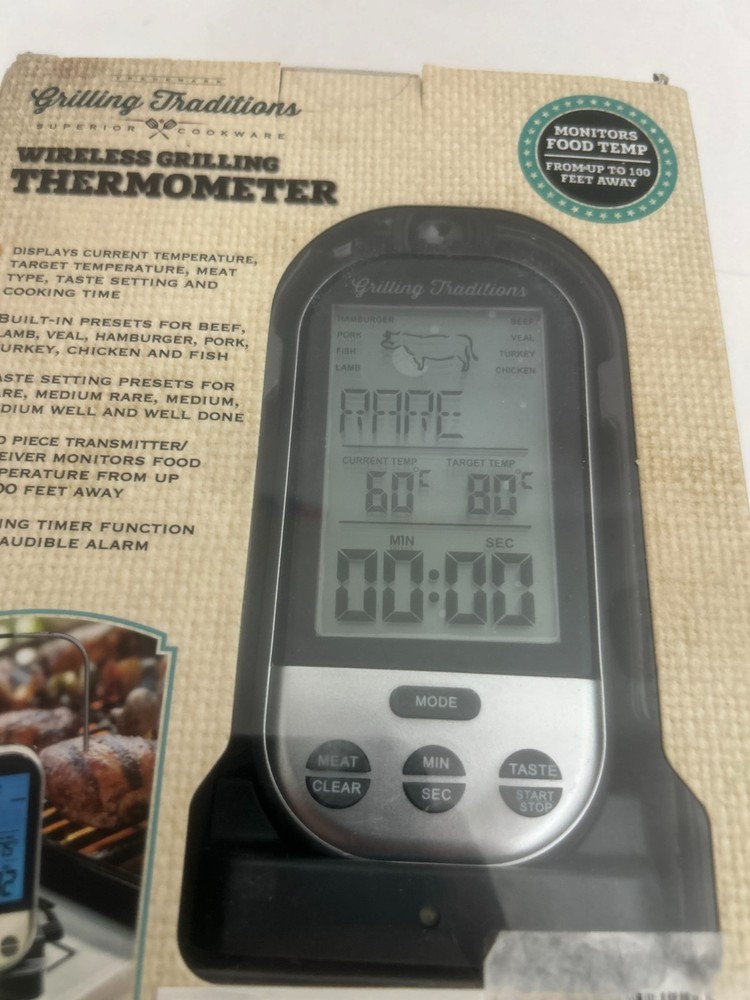 TRADEMARK
Grilling Traditions
SUPERIOR COOKWARE
WIRELESS GRILLING
THERMOMETER
MONITORS
FOOD TEMP
FROM UP TO 100
FEET AWAY
DISPLAYS CURRENT TEMPERATURE,
TARGET TEMPERATURE, MEAT
TYPE, TASTE SETTING AND
COOKING TIME
BUILT-IN PRESETS FOR BEEF,
LAMB, VEAL, HAMBURGER, PORK,
URKEY, CHICKEN AND FISH
ASTE SETTING PRESETS FOR
RE, MEDIUM RARE, MEDIUM,
DIUM WELL AND WELL DONE
O PIECE TRANSMITTER/
EIVER MONITORS FOOD
PERATURE FROM UP
00 FEET AWAY
ING TIMER FUNCTION
AUDIBLE ALARM
Grilling Traditions
HAMBURGER BEEF
PORK VEAL
FISH TURKEY
LAMB CHICKEN
RARE
CURRENT TEMP TARGET TEMP
60°C 80°C
MIN SEC
00:00
MODE
MEAT MIN TASTE
CLEAR SEC START
STOP